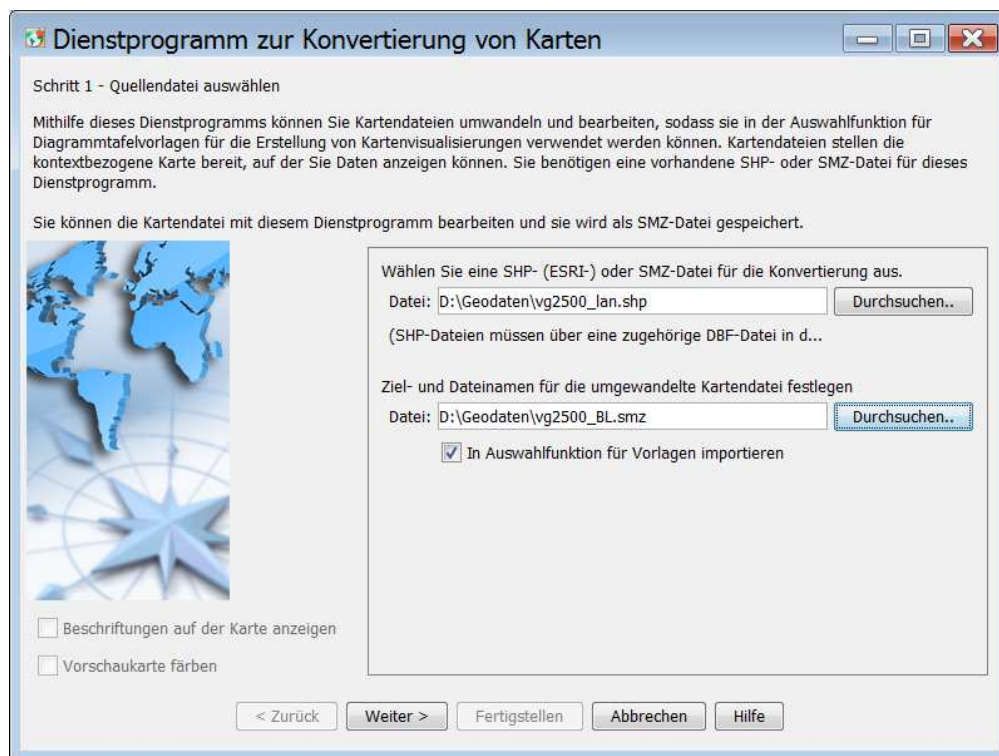 Dienstprogramm zur Konvertierung von Karten
Schritt 1 - Quellendatei auswählen
Mithilfe dieses Dienstprogramms können Sie Kartendateien umwandeln und bearbeiten, sodass sie in der Auswahlfunktion für
Diagrammtafelvorlagen für die Erstellung von Kartenvisualisierungen verwendet werden können. Kartendateien stellen die
kontextbezogene Karte bereit, auf der Sie Daten anzeigen können. Sie benötigen eine vorhandene SHP- oder SMZ-Datei für dieses
Dienstprogramm.
Sie können die Kartendatei mit diesem Dienstprogramm bearbeiten und sie wird als SMZ-Datei gespeichert.
Wählen Sie eine SHP- (ESRI-) oder SMZ-Datei für die Konvertierung aus.
Datei: D:\Geodaten\vg2500_lan.shp Durchsuchen..
(SHP-Dateien müssen über eine zugehörige DBF-Datei in d...
Ziel- und Dateinamen für die umgewandelte Kartendatei festlegen
Datei: D:\Geodaten\vg2500_BL.smz Durchsuchen..
In Auswahlfunktion für Vorlagen importieren
Beschriftungen auf der Karte anzeigen
Vorschaukarte färben
< Zurück Weiter > Fertigstellen Abbrechen Hilfe